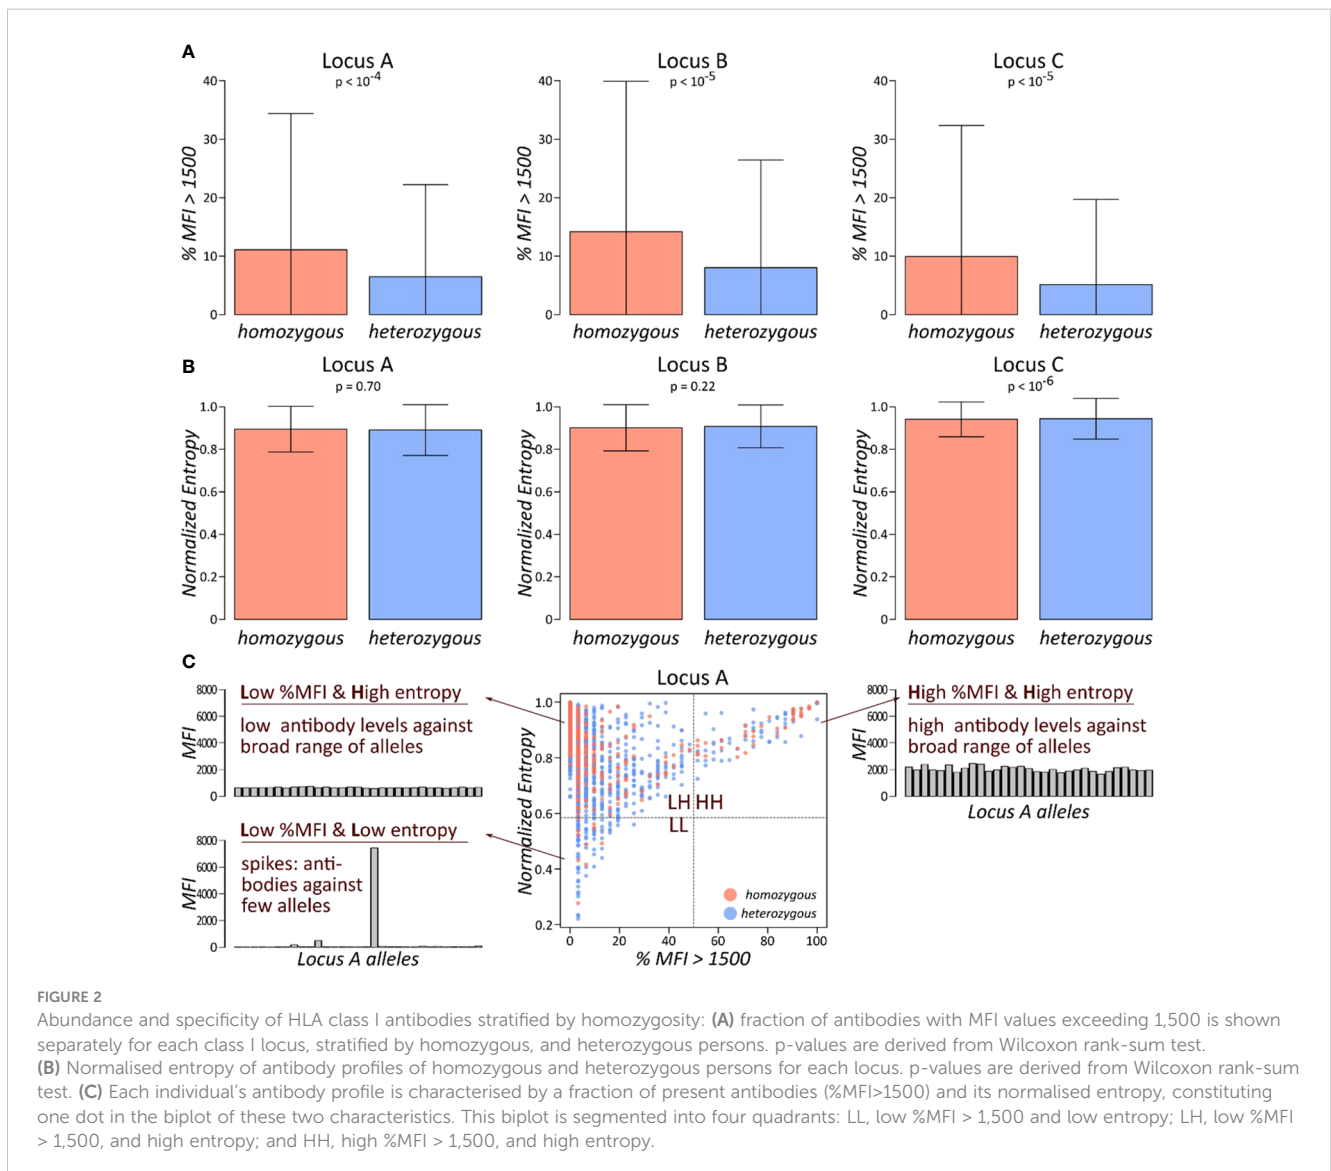 A
Locus A
p < 10-4
% MFI > 1500
40
30
20
10
0
homozygous
heterozygous
Locus B
p < 10-5
% MFI > 1500
40
30
20
10
0
homozygous
heterozygous
Locus C
p < 10-5
% MFI > 1500
40
30
20
10
0
homozygous
heterozygous
B
Locus A
p = 0.70
Normalized Entropy
1.0
0.8
0.6
0.4
0.2
0
homozygous
heterozygous
Locus B
p = 0.22
Normalized Entropy
1.0
0.8
0.6
0.4
0.2
0
homozygous
heterozygous
Locus C
p < 10-6
Normalized Entropy
1.0
0.8
0.6
0.4
0.2
0
homozygous
heterozygous
C
MFI
8000
6000
4000
2000
0
Low %MFI & High entropy
low antibody levels against
broad range of alleles
MFI
8000
6000
4000
2000
0
Low %MFI & Low entropy
spikes: anti-
bodies against
few alleles
Locus A alleles
Locus A
Normalized Entropy
1.0
0.8
0.6
0.4
0.2
LH HH
LL
homozygous
heterozygous
0 20 40 60 80 100
% MFI > 1500
MFI
8000
6000
4000
2000
0
High %MFI & High entropy
high antibody levels against
broad range of alleles
Locus A alleles
FIGURE 2
Abundance and specificity of HLA class I antibodies stratified by homozygosity: (A) fraction of antibodies with MFI values exceeding 1,500 is shown
separately for each class I locus, stratified by homozygous, and heterozygous persons. p-values are derived from Wilcoxon rank-sum test.
(B) Normalised entropy of antibody profiles of homozygous and heterozygous persons for each locus. p-values are derived from Wilcoxon rank-sum
test. (C) Each individual's antibody profile is characterised by a fraction of present antibodies (%MFI>1500) and its normalised entropy, constituting
one dot in the biplot of these two characteristics. This biplot is segmented into four quadrants: LL, low %MFI > 1,500 and low entropy; LH, low %MFI
> 1,500, and high entropy; and HH, high %MFI > 1,500, and high entropy.